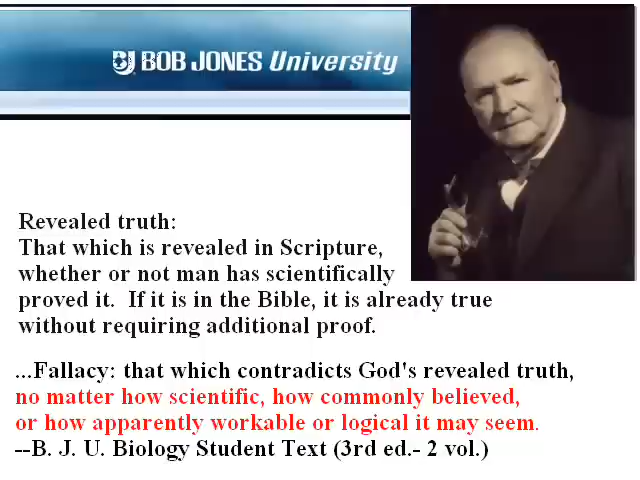 BJ BOB JONES University
Revealed truth:
That which is revealed in Scripture,
whether or not man has scientifically
proved it.  If it is in the Bible, it is already true
without requiring additional proof.
...Fallacy: that which contradicts God's revealed truth,
no matter how scientific, how commonly believed,
or how apparently workable or logical it may seem.
--B. J. U. Biology Student Text (3rd ed.- 2 vol.)